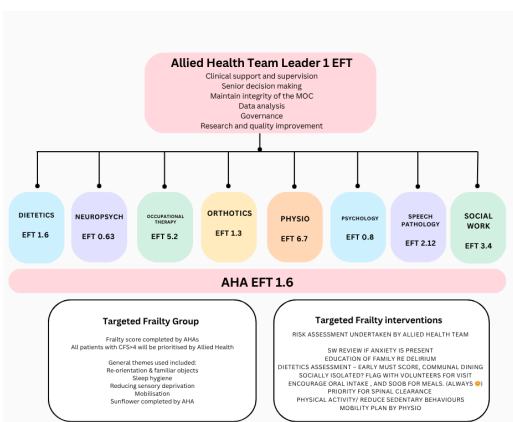 Allied Health Team Leader 1 EFT
Clinical support and supervision
Senior decision making
Maintain integrity of the MOC
Data analysis
Governance
Research and quality improvement
DIETETICS
EFT 1.6
NEUROPSYCH
EFT 0.63
OCCUPATIONAL
THERAPY
EFT 5.2
ORTHOTICS
EFT 1.3
PHYSIO
EFT 6.7
PSYCHOLOGY
EFT 0.8
SPEECH
PATHOLOGY
EFT 2.12
SOCIAL
WORK
EFT 3.4
AHA EFT 1.6
Targeted Frailty Group
Frailty score completed by AHAs
All patients with CFS>4 will be prioritised by Allied Health
General themes used included:
Re-orientation & familiar objects
Sleep hygiene
Reducing sensory deprivation
Mobilisation
Sunflower completed by AHA
Targeted Frailty interventions
RISK ASSESSMENT UNDERTAKEN BY ALLIED HEALTH TEAM
SW REVIEW IF ANXIETY IS PRESENT
EDUCATION OF FAMILY RE DELIRIUM
DIETETICS ASSESSMENT – EARLY MUST SCORE, COMMUNAL DINING
SOCIALLY ISOLATED? FLAG WITH VOLUNTEERS FOR VISIT
ENCOURAGE ORAL INTAKE , AND SOOB FOR MEALS. (ALWAYS 😊)
PRIORITY FOR SPINAL CLEARANCE
PHYSICAL ACTIVITY/ REDUCE SEDENTARY BEHAVIOURS
MOBILITY PLAN BY PHYSIO